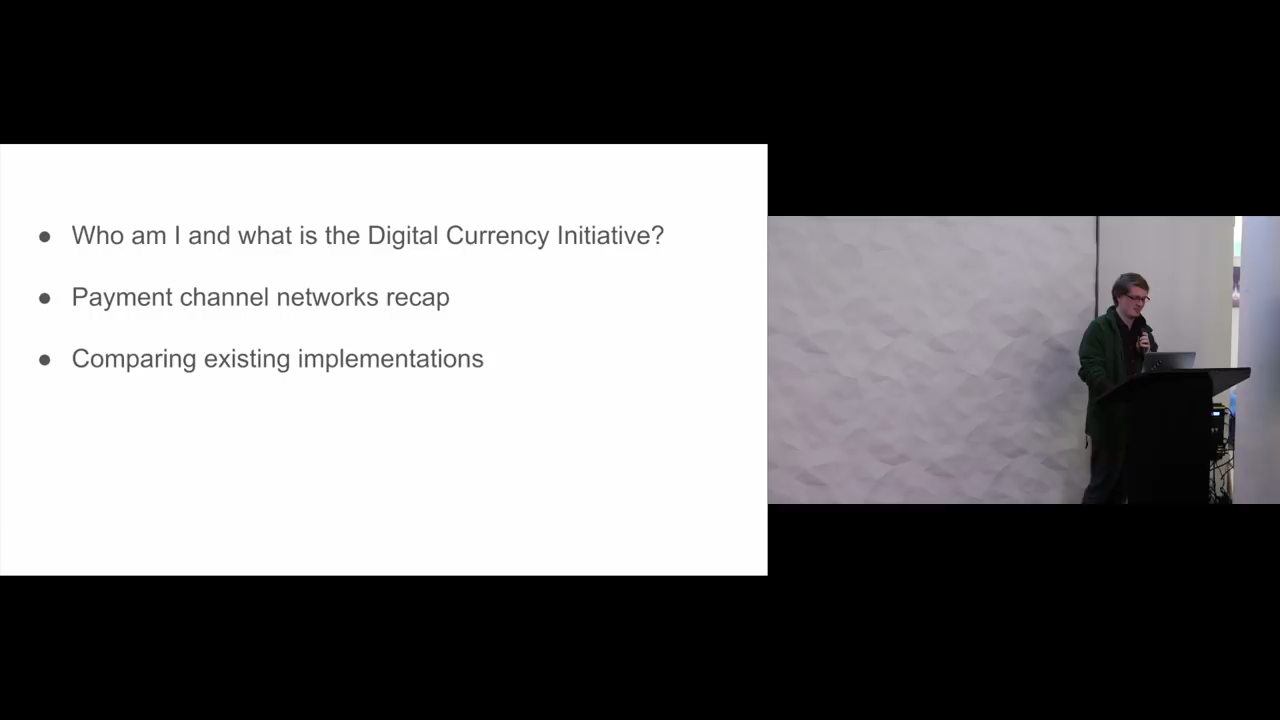 ● Who am I and what is the Digital Currency Initiative?
● Payment channel networks recap
● Comparing existing implementations